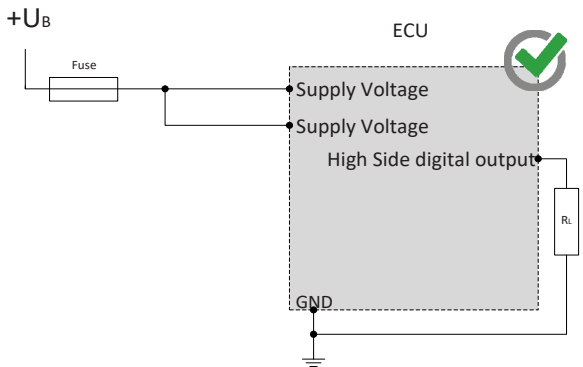 +UB
ECU
Fuse
Supply Voltage
Supply Voltage
High Side digital output
RL
GND